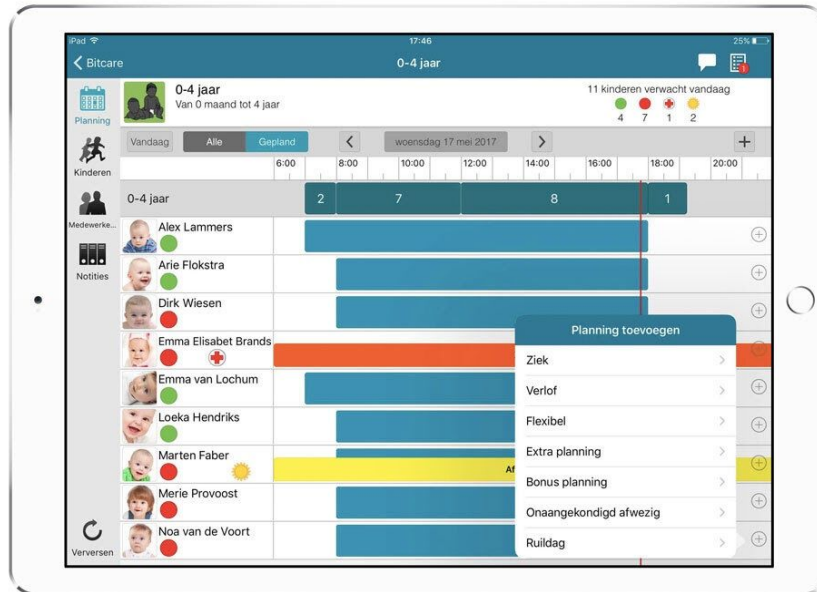 iPad 17:46 25%
Bitcare 0-4 jaar 1
Planning
Kinderen
Medewerke...
Notities
Verversen
0-4 jaar
Van 0 maand tot 4 jaar
11 kinderen verwacht vandaag
4 7 1 2
Vandaag Alle Gepland woensdag 17 mei 2017
6:00 8:00 10:00 12:00 14:00 16:00 18:00 20:00
0-4 jaar 2 7 8 1
Alex Lammers
Arie Flokstra
Dirk Wiesen
Emma Elisabet Brands
Emma van Lochum
Loeka Hendriks
Marten Faber
Af
Merie Provoost
Noa van de Voort
Planning toevoegen
Ziek
Verlof
Flexibel
Extra planning
Bonus planning
Onaangekondigd afwezig
Ruildag